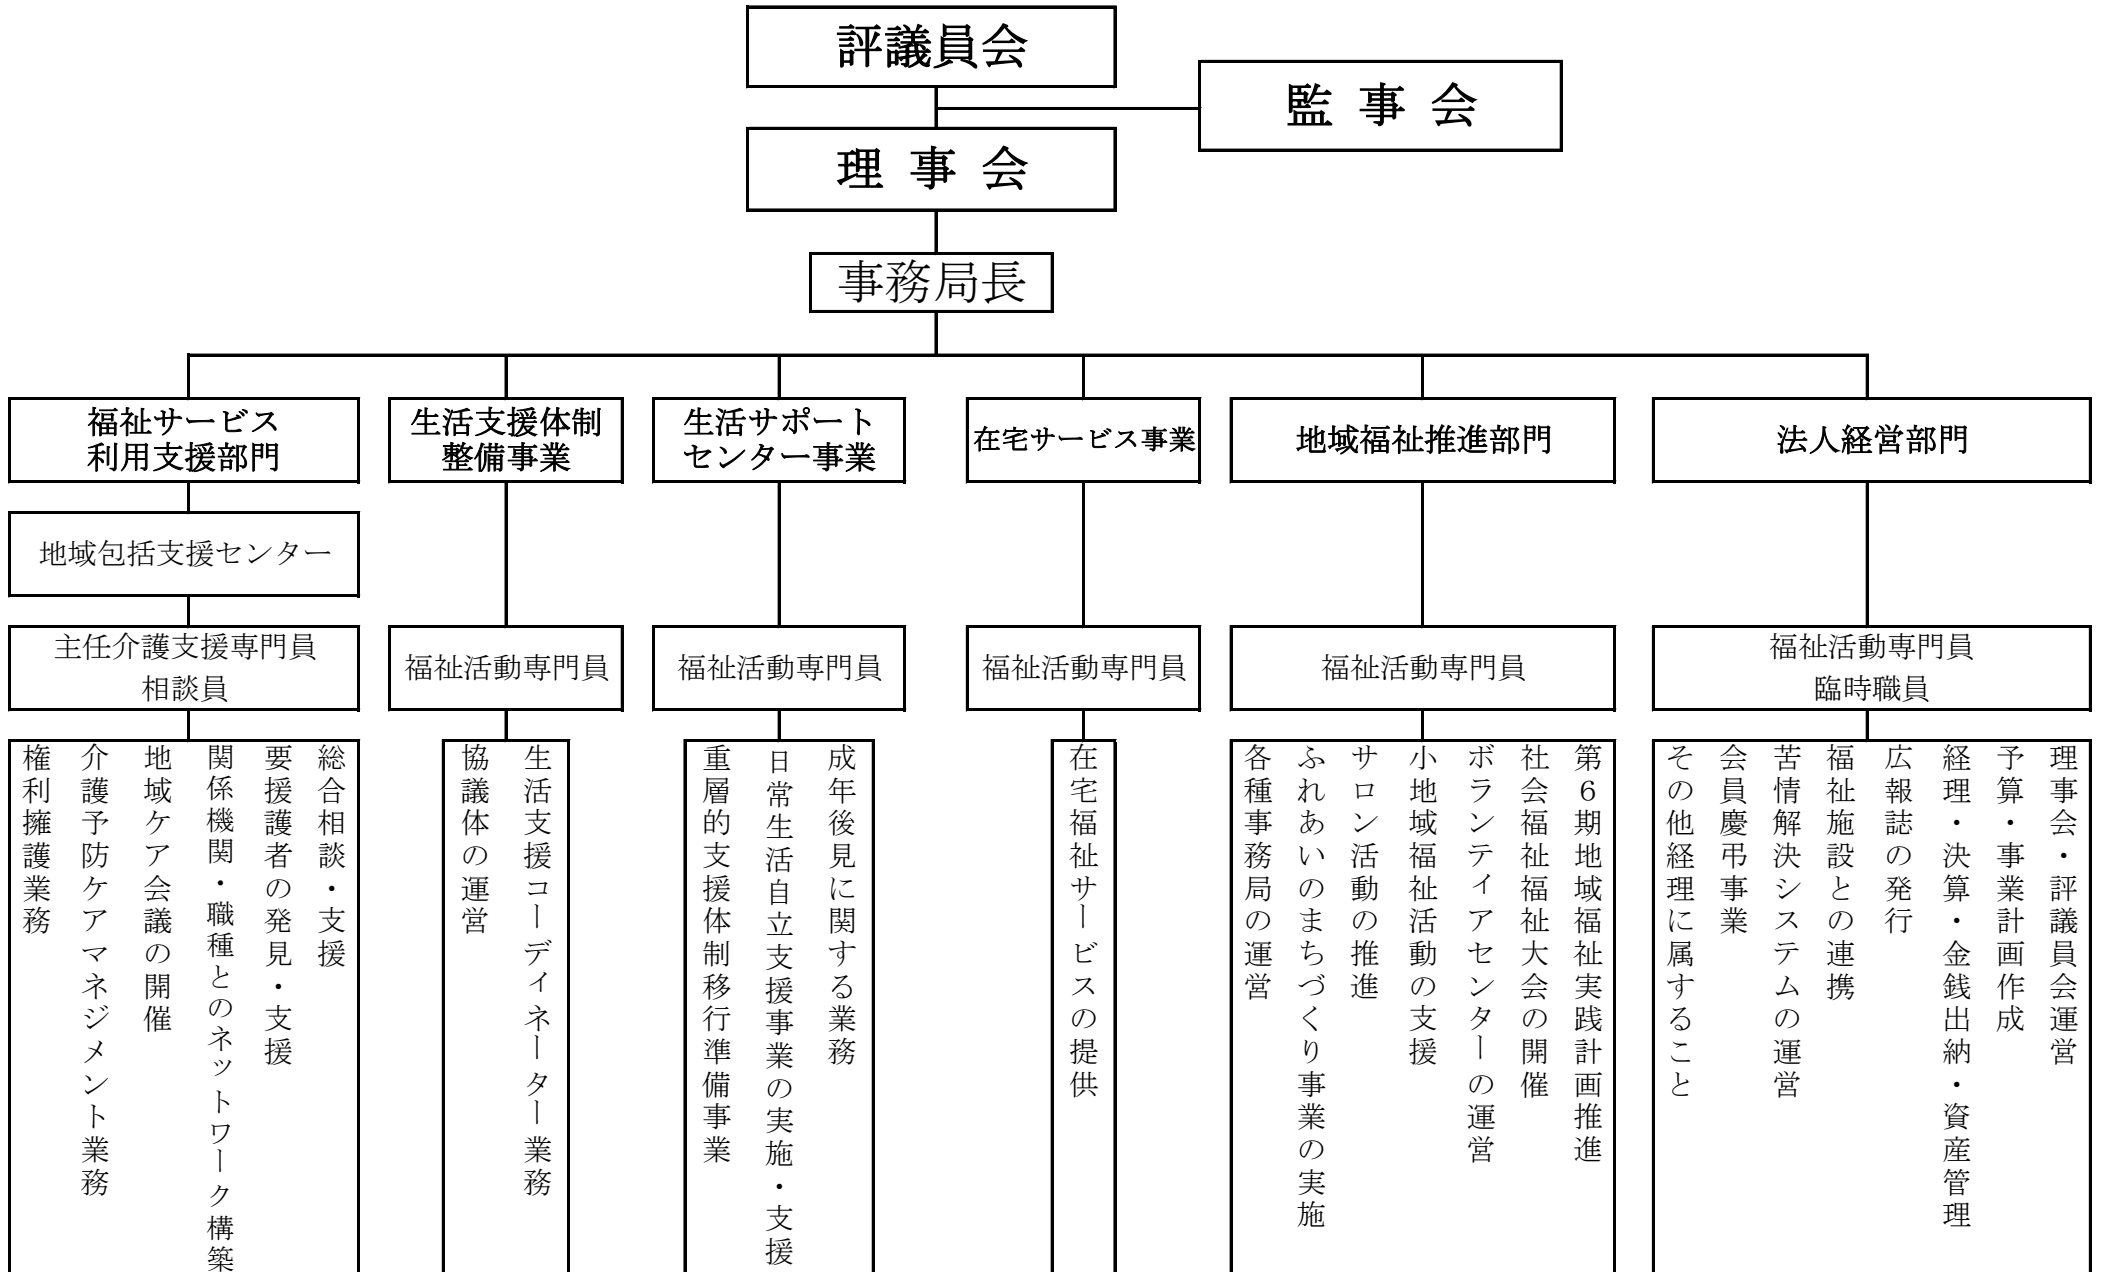 評議員会
監事会
理事会
事務局長
福祉サービス
利用支援部門
生活支援体制
整備事業
生活サポート
センター事業
在宅サービス事業
地域福祉推進部門
法人経営部門
地域包括支援センター
主任介護支援専門員
相談員
福祉活動専門員
福祉活動専門員
福祉活動専門員
福祉活動専門員
福祉活動専門員
臨時職員
総合相談・支援
要援護者の発見・支援
関係機関・職種とのネットワーク構築
地域ケア会議の開催
介護予防ケアマネジメント業務
権利擁護業務
生活支援コーディネーター業務
協議体の運営
成年後見に関する業務
日常生活自立支援事業の実施・支援
重層的支援体制移行準備事業
在宅福祉サービスの提供
第６期地域福祉実践計画推進
社会福祉福祉大会の開催
ボランティアセンターの運営
小地域福祉活動の支援
サロン活動の推進
ふれあいのまちづくり事業の実施
各種事務局の運営
理事会・評議員会運営
予算・事業計画作成
経理・決算・金銭出納・資産管理
広報誌の発行
福祉施設との連携
苦情解決システムの運営
会員慶弔事業
その他経理に属すること